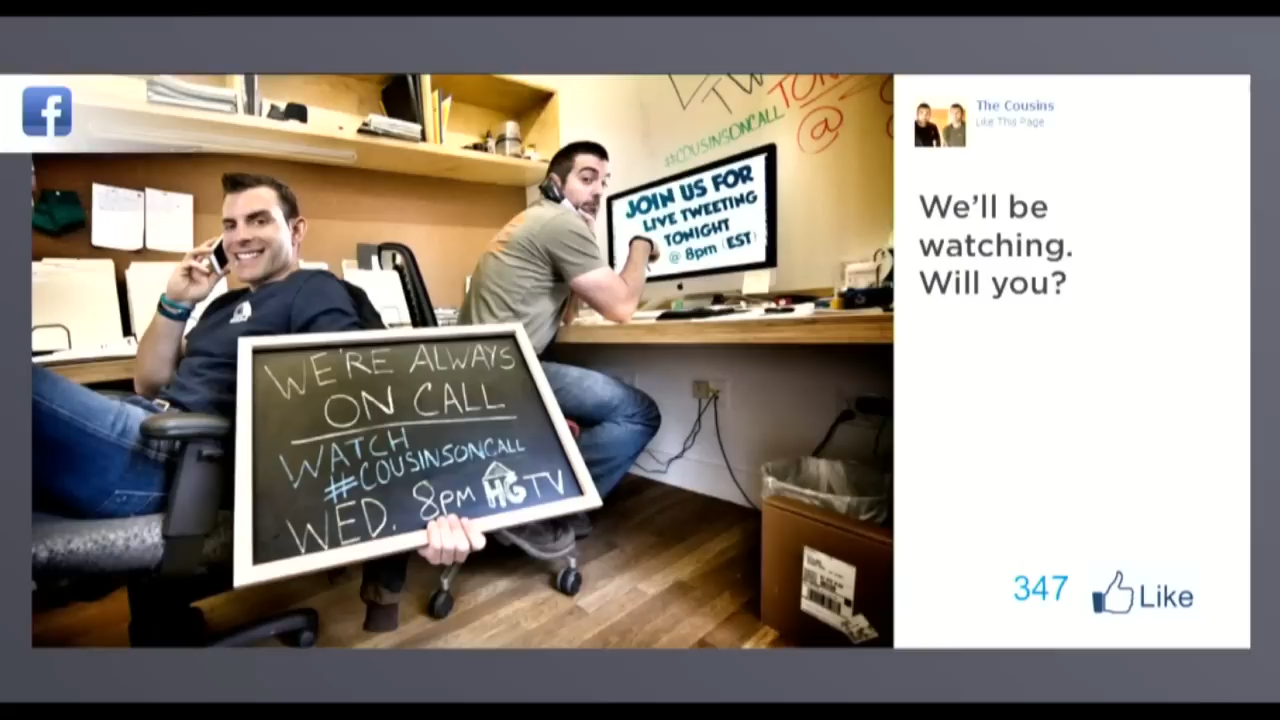 f
#COUSINSONCALL
@
JOIN US FOR
LIVE TWEETING
TONIGHT
@ 8pm (EST)
WE'RE ALWAYS
ON CALL
WATCH
#COUSINSONCALL
WED. 8PM HGTV
The Cousins
Like This Page
We'll be
watching.
Will you?
347 Like